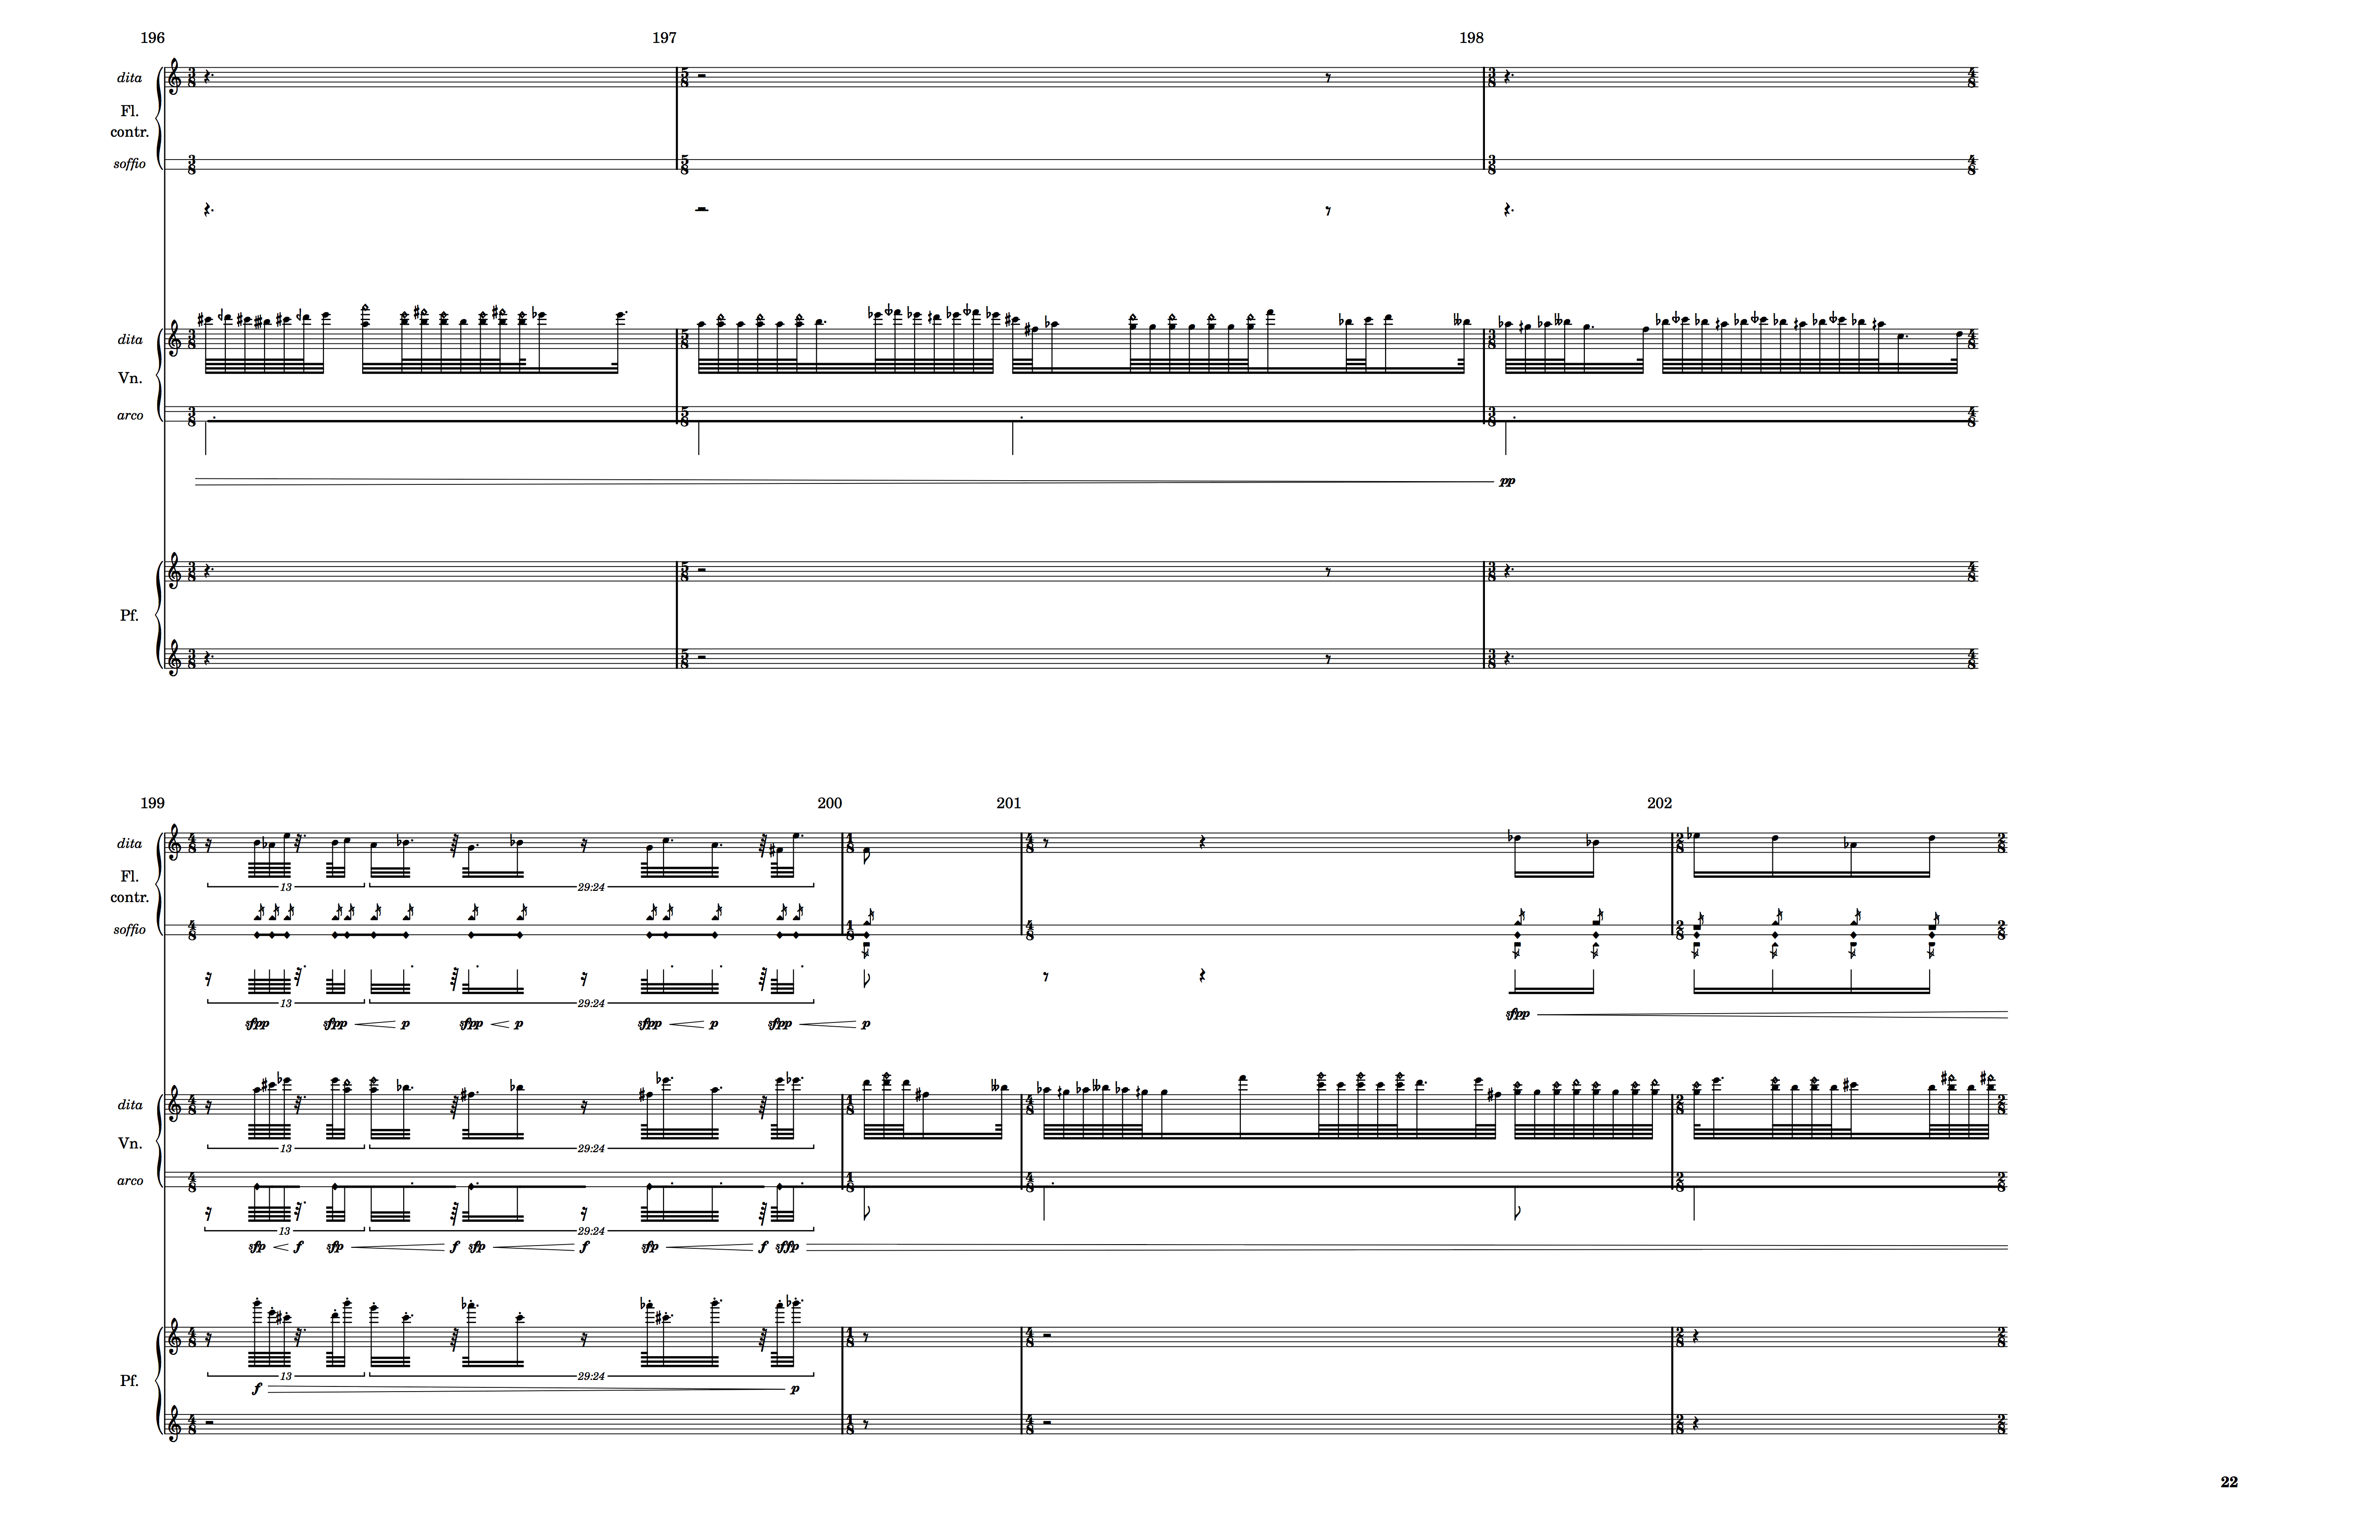 196 197 198
dita
Fl.
contr.
soffio
dita
Vn.
arco
pp
Pf.
199 200 201 202
dita
Fl.
contr.
13 29:24
soffio
13 29:24
sfpp sfpp p sfpp p sfpp p sfpp p sfpp
dita
Vn.
13 29:24
arco
13 29:24
sfp f sfp f sfp f sfp f sffp
Pf.
13 29:24
f p
22